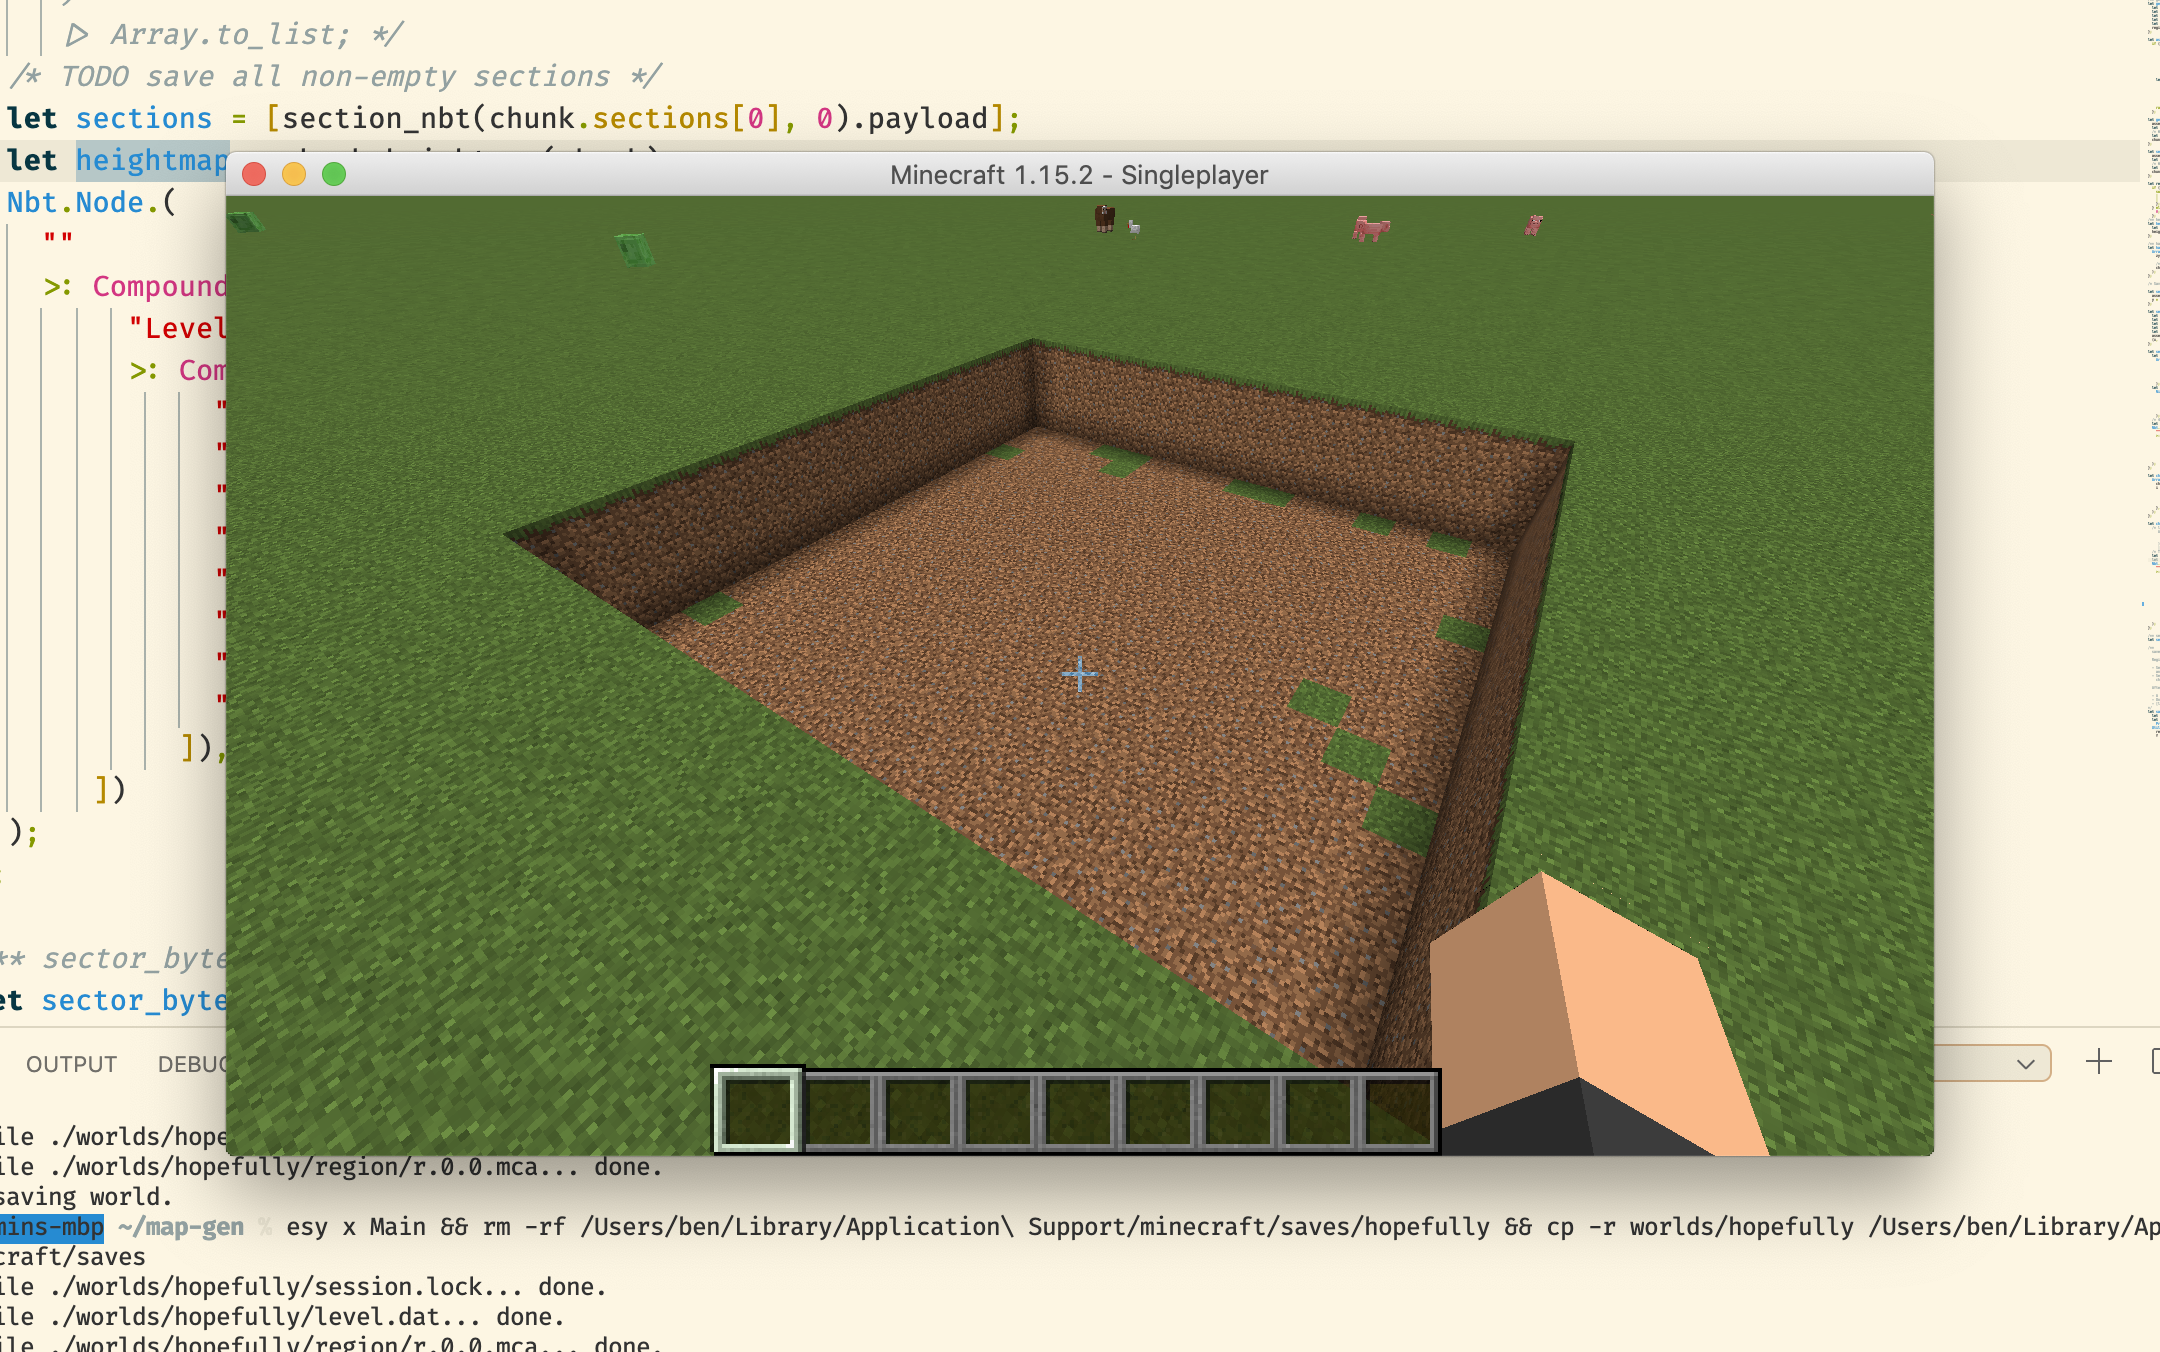 ▷ Array.to_list; */
/* TODO save all non-empty sections */
let sections = [section_nbt(chunk.sections[0], 0).payload];
let heightmap
Minecraft 1.15.2 - Singleplayer
Nbt.Node.(
""
>: Compound
"Level
>: Com
"
"
"
"
"
"
"
"
]),
])
);
** sector_byte
et sector_byte
OUTPUT DEBUG
ile ./worlds/hope
ile ./worlds/hopefully/region/r.0.0.mca... done.
saving world.
mins-mbp ~/map-gen % esy x Main && rm -rf /Users/ben/Library/Application\ Support/minecraft/saves/hopefully && cp -r worlds/hopefully /Users/ben/Library/Ap
craft/saves
ile ./worlds/hopefully/session.lock... done.
ile ./worlds/hopefully/level.dat... done.
ile ./worlds/hopefully/region/r.0.0.mca... done.